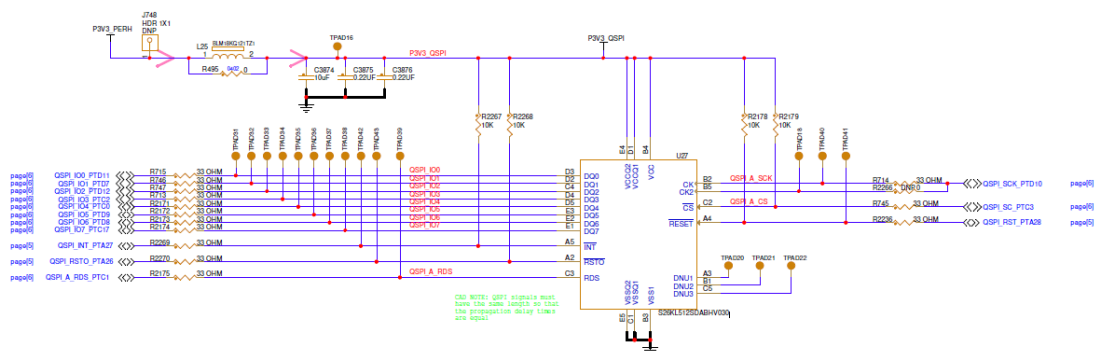 J748
HDR 1X1
DNP
P3V3_PERH
1
L25
BLM18KG121TZ1
1
2
R495
0402
0
TPAD16
P3V3_QSPI
C3874
10uF
C3875
0.22UF
C3876
0.22UF
P3V3_QSPI
R2267
10K
R2268
10K
R2178
10K
R2179
10K
TPAD31
TPAD32
TPAD33
TPAD34
TPAD35
TPAD36
TPAD37
TPAD38
TPAD42
TPAD43
TPAD39
TPAD18
TPAD40
TPAD41
E4
D1
B4
U27
VCCQ2
VCCQ1
VCC
page[6] QSPI_IO0_PTD11 R715 33 OHM QSPI_IO0 D3 DQ0
page[6] QSPI_IO1_PTD7 R746 33 OHM QSPI_IO1 D2 DQ1
page[6] QSPI_IO2_PTD12 R747 33 OHM QSPI_IO2 C4 DQ2
page[6] QSPI_IO3_PTC2 R713 33 OHM QSPI_IO3 D4 DQ3
page[6] QSPI_IO4_PTC0 R2171 33 OHM QSPI_IO4 D5 DQ4
page[6] QSPI_IO5_PTD9 R2172 33 OHM QSPI_IO5 E3 DQ5
page[6] QSPI_IO6_PTD8 R2173 33 OHM QSPI_IO6 E2 DQ6
page[6] QSPI_IO7_PTC17 R2174 33 OHM QSPI_IO7 E1 DQ7
page[5] QSPI_INT_PTA27 R2269 33 OHM A5 INT
page[5] QSPI_RSTO_PTA26 R2270 33 OHM A2 RSTO
page[6] QSPI_A_RDS_PTC1 R2175 33 OHM QSPI_A_RDS C3 RDS
CK B2 QSPI_A_SCK R714 33 OHM QSPI_SCK_PTD10 page[6]
CK2 B5 R2266 DNP 0
CS C2 QSPI_A_CS R745 33 OHM QSPI_SC_PTC3 page[6]
RESET A4 R2236 33 OHM QSPI_RST_PTA28 page[5]
TPAD20
TPAD21
TPAD22
DNU1 A3
DNU2 B1
DNU3 C5
VSSQ2
VSSQ1
VSS1
E5
C1
B3
S26KL512SDABHV030
CAD NOTE: QSPI signals must
have the same length so that
the propagation delay times
are equal